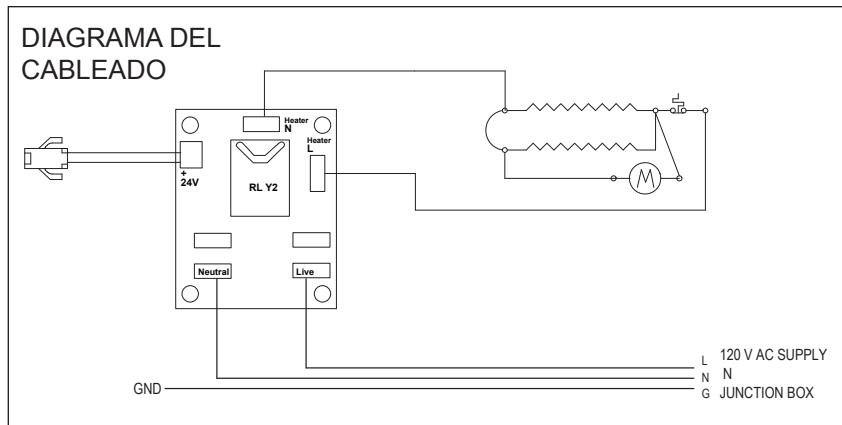 DIAGRAMA DEL
CABLEADO
Heater
N
Heater
L
+
24V
RL Y2
M
Neutral
Live
L 120 V AC SUPPLY
N N
GND
G JUNCTION BOX